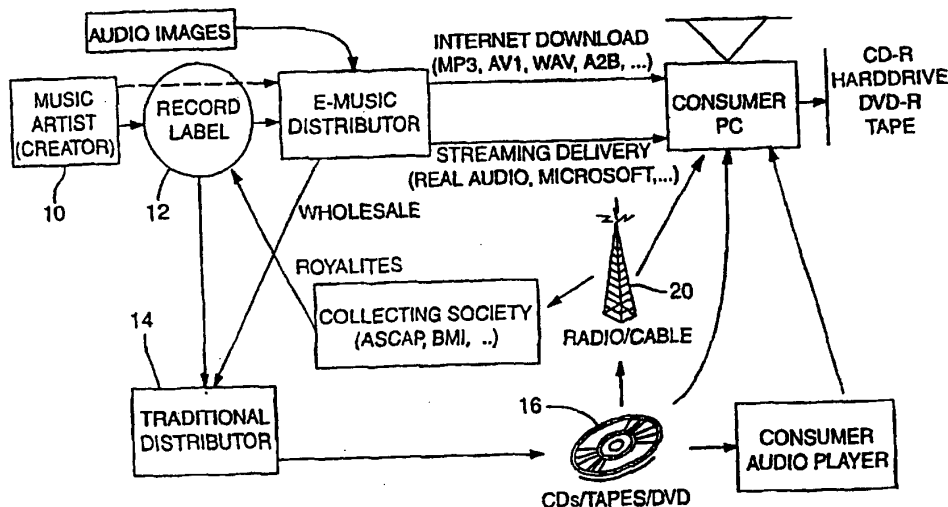 AUDIO IMAGES
INTERNET DOWNLOAD
(MP3, AV1, WAV, A2B, ...)
CD-R
HARDDRIVE
DVD-R
TAPE
MUSIC
ARTIST
(CREATOR)
RECORD
LABEL
E-MUSIC
DISTRIBUTOR
CONSUMER
PC
STREAMING DELIVERY
(REAL AUDIO, MICROSOFT,...)
10
12
WHOLESALE
ROYALITES
20
COLLECTING SOCIETY
(ASCAP, BMI, ..)
RADIO/CABLE
14
TRADITIONAL
DISTRIBUTOR
16
CDs/TAPES/DVD
CONSUMER
AUDIO PLAYER